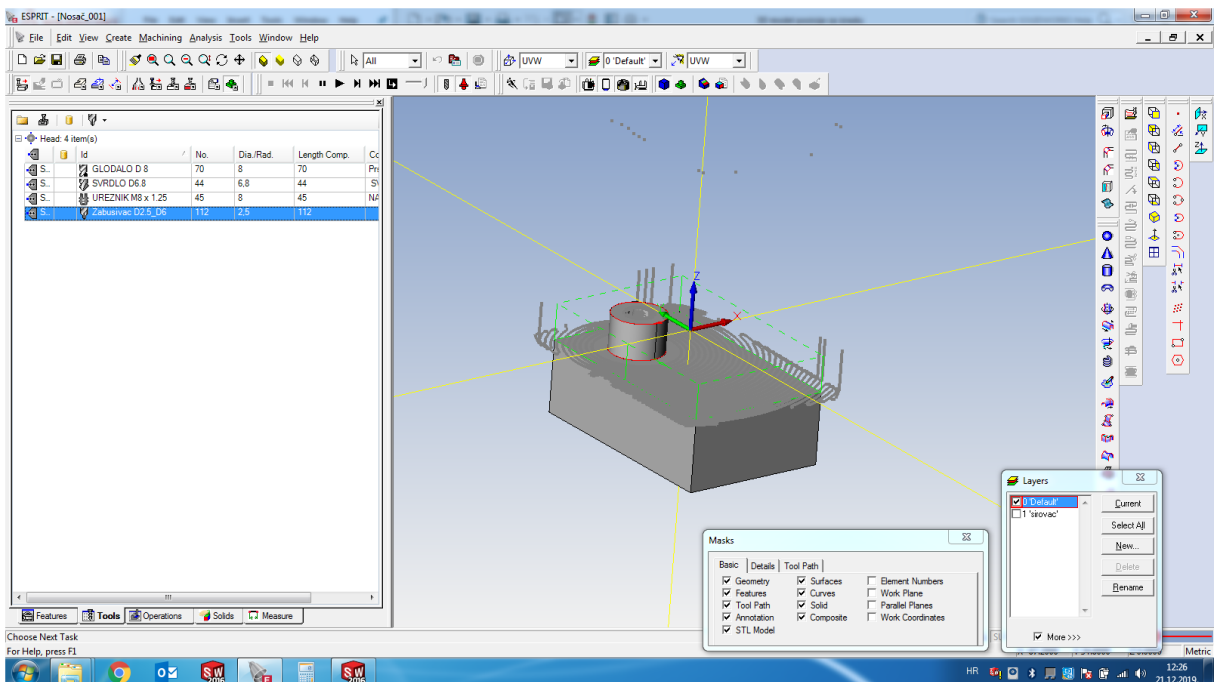 ESPRIT - [Nosač_001]
File Edit View Create Machining Analysis Tools Window Help
All UVW 0 'Default' UVW
Head: 4 item(s)
Id No. Dia./Rad. Length Comp.
S.. GLODALO D 8 70 8 70
S.. SVRDLO D6.8 44 6,8 44
S.. UREZNIK M8 x 1.25 45 8 45
S.. Zabusivac D2.5_D6 112 2,5 112
Z
X
Layers
0 'Default'
1 'sirovac'
Current
Select All
New...
Delete
Rename
More >>>
Masks
Basic Details Tool Path
Geometry Surfaces Element Numbers
Features Curves Work Plane
Tool Path Solid Parallel Planes
Annotation Composite Work Coordinates
STL Model
Features Tools Operations Solids Measure
Choose Next Task
For Help, press F1
Metric
HR
12:26
21.12.2019.